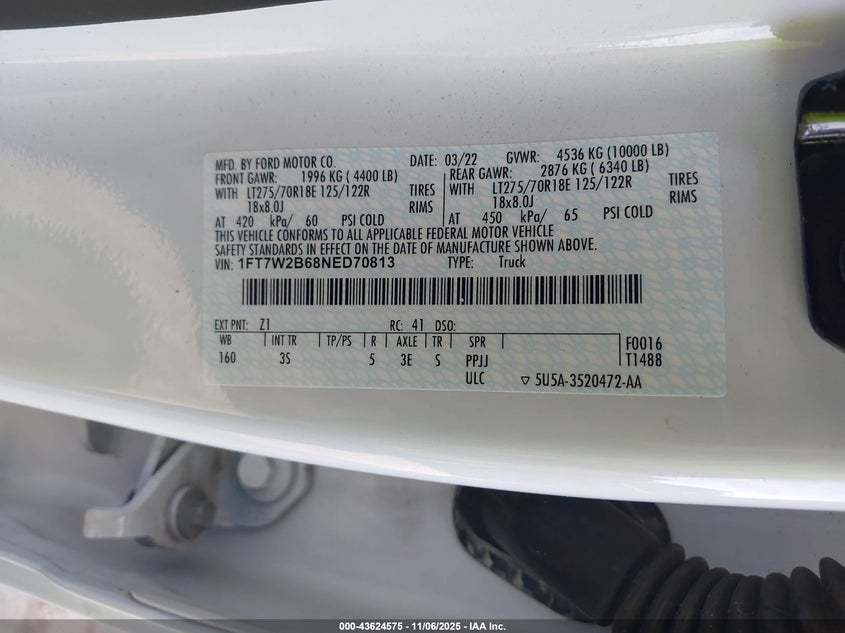 MFD. BY FORD MOTOR CO. DATE: 03/22 GVWR: 4536 KG (10000 LB)
FRONT GAWR: 1996 KG ( 4400 LB) REAR GAWR: 2876 KG ( 6340 LB)
WITH LT275/70R18E 125/122R TIRES WITH LT275/70R18E 125/122R TIRES
18x8.0J RIMS 18x8.0J RIMS
AT 420 kPa/ 60 PSI COLD AT 450 kPa/ 65 PSI COLD
THIS VEHICLE CONFORMS TO ALL APPLICABLE FEDERAL MOTOR VEHICLE
SAFETY STANDARDS IN EFFECT ON THE DATE OF MANUFACTURE SHOWN ABOVE.
VIN: 1FT7W2B68NED70813 TYPE: Truck
EXT PNT: Z1 RC: 41 DSO:
WB INT TR TP/PS R AXLE TR SPR F0016
160 3S 5 3E S PPJJ T1488
ULC ▽ 5U5A-3520472-AA
000-43624575 - 11/06/2025 - IAA Inc.